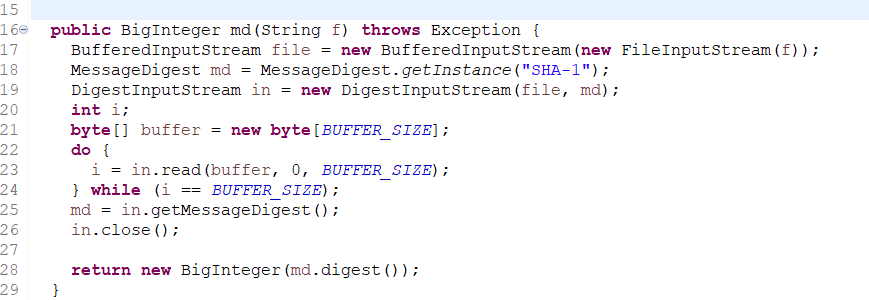 15
16 public BigInteger md(String f) throws Exception {
17 BufferedInputStream file = new BufferedInputStream(new FileInputStream(f));
18 MessageDigest md = MessageDigest.getInstance("SHA-1");
19 DigestInputStream in = new DigestInputStream(file, md);
20 int i;
21 byte[] buffer = new byte[BUFFER_SIZE];
22 do {
23 i = in.read(buffer, 0, BUFFER_SIZE);
24 } while (i == BUFFER_SIZE);
25 md = in.getMessageDigest();
26 in.close();
27
28 return new BigInteger(md.digest());
29 }